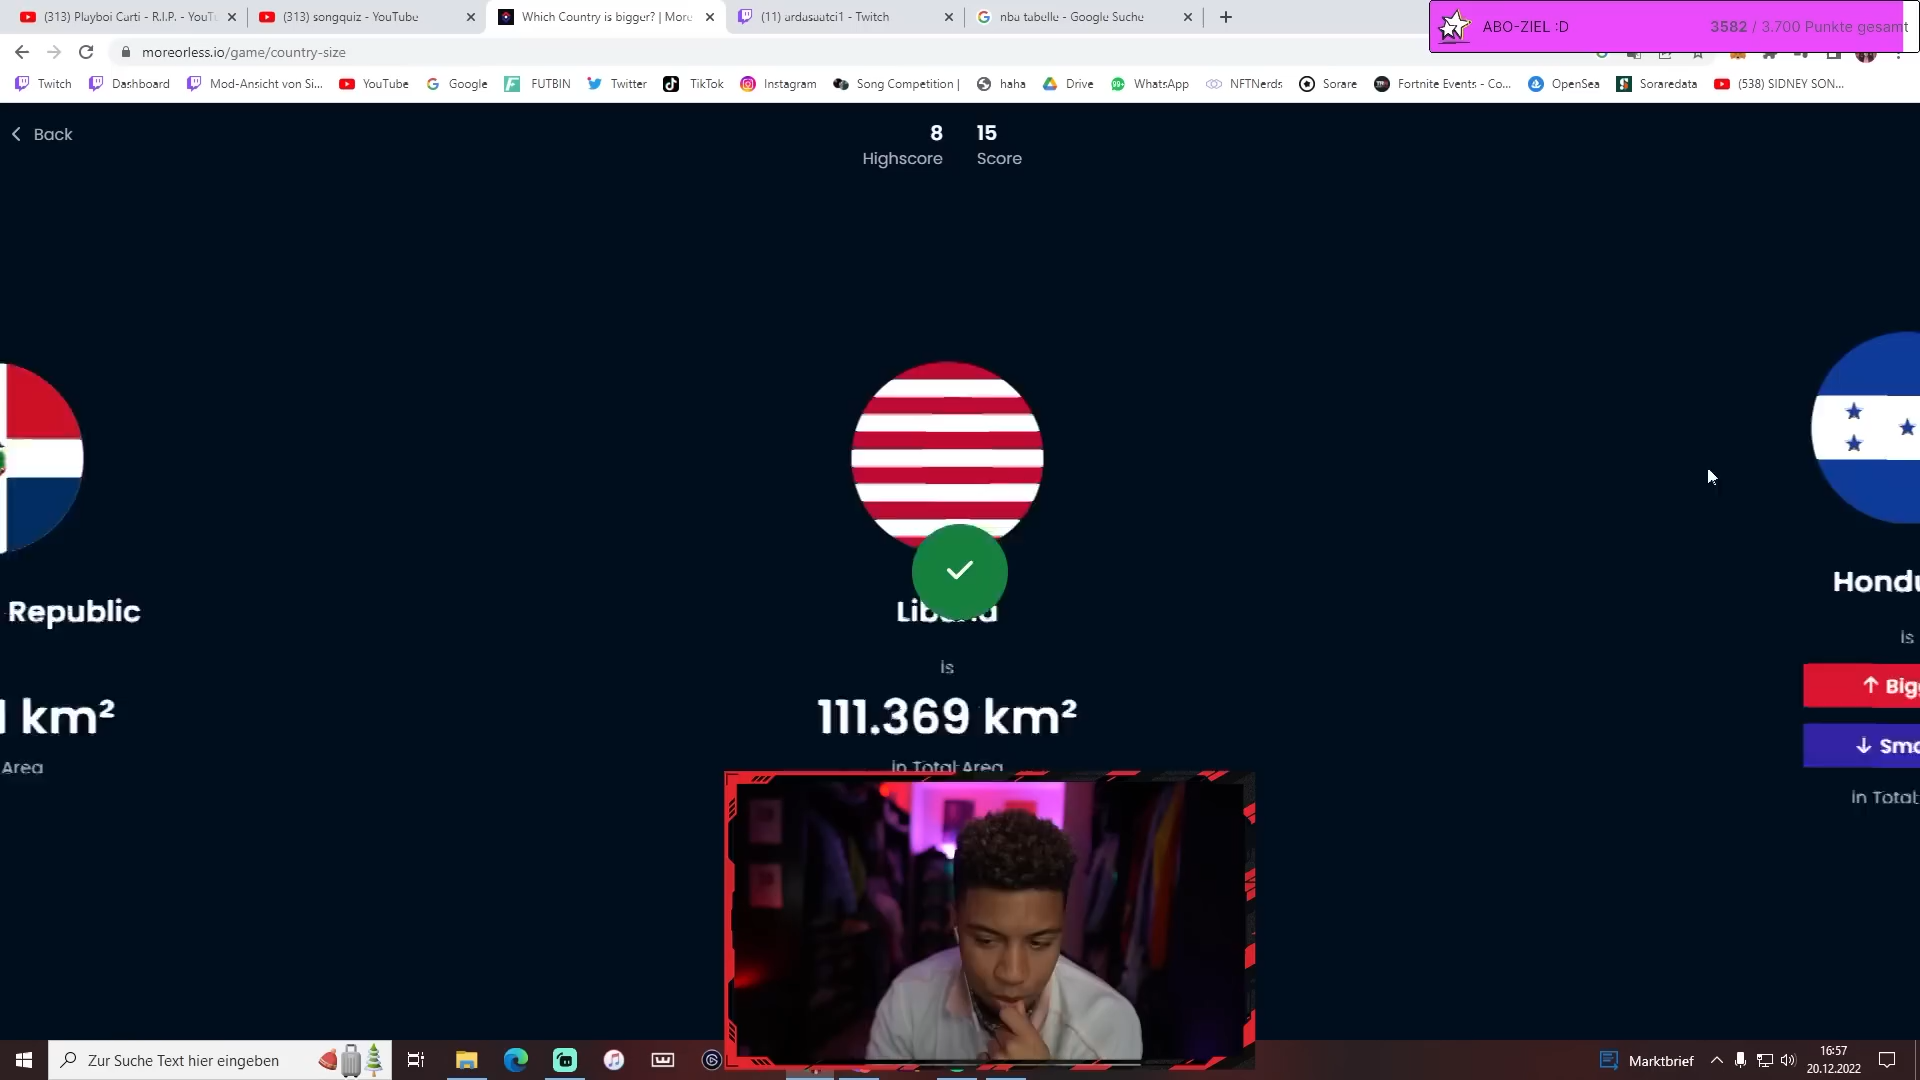 (313) Playboi Carti - R.I.P. - YouTu
(313) songquiz - YouTube
Which Country is bigger? | More
(11) ardasaatci1 - Twitch
nba tabelle - Google Suche
ABO-ZIEL :D
3582 / 3.700 Punkte gesamt
moreorless.io/game/country-size
Twitch
Dashboard
Mod-Ansicht von Si...
YouTube
Google
FUTBIN
Twitter
TikTok
Instagram
Song Competition |
haha
Drive
WhatsApp
NFTNerds
Sorare
Fortnite Events - Co...
OpenSea
Soraredata
(538) SIDNEY SON...
Back
8
Highscore
15
Score
Republic
km²
Area
is
111.369 km²
in Total Area
Hondu
is
Bigg
Sma
in Total
Zur Suche Text hier eingeben
Marktbrief
16:57
20.12.2022